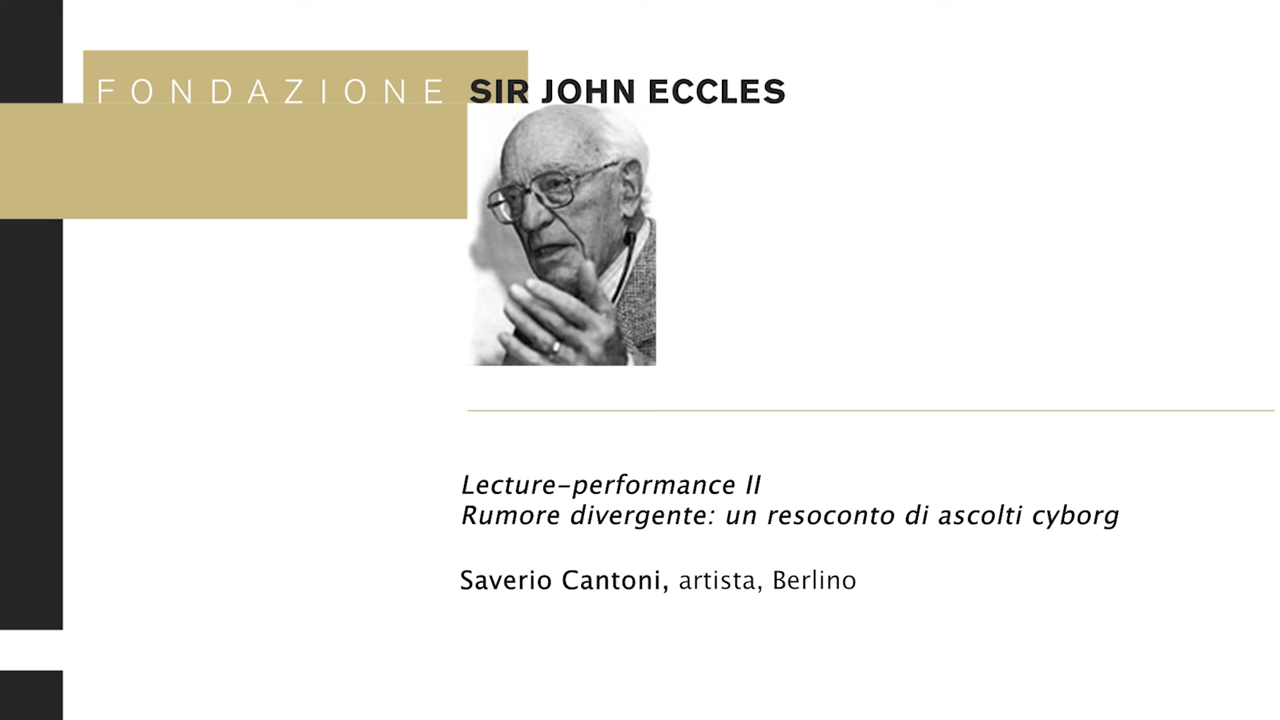 FONDAZIONE SIR JOHN ECCLES
Lecture-performance II
Rumore divergente: un resoconto di ascolti cyborg
Saverio Cantoni, artista, Berlino